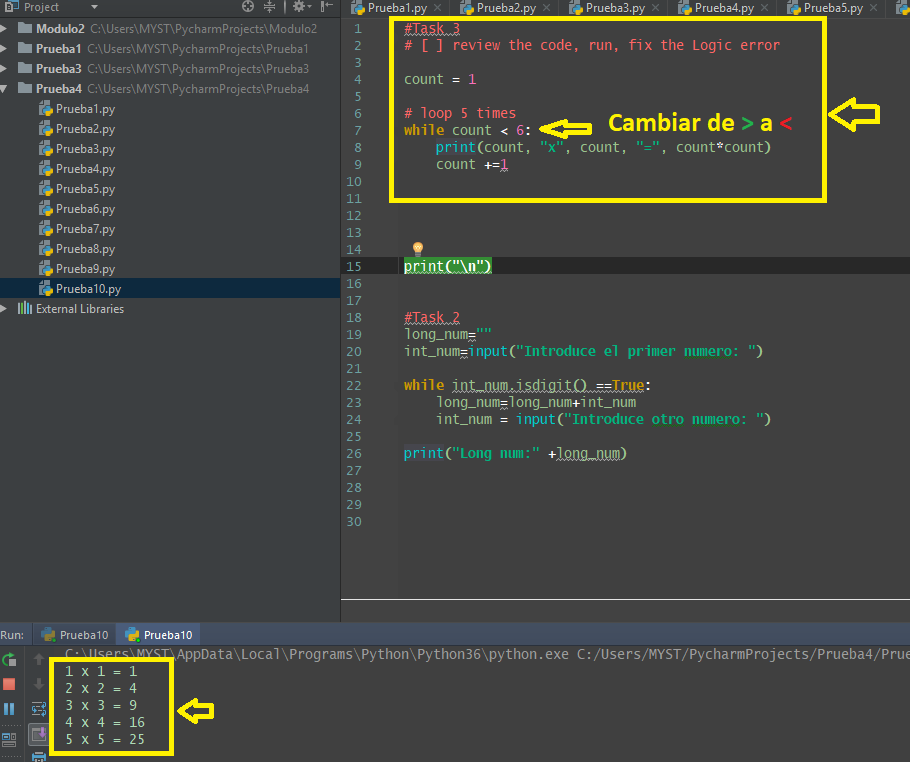 Project
Prueba1.py
Prueba2.py
Prueba3.py
Prueba4.py
Prueba5.py
Modulo2 C:\Users\MYST\PycharmProjects\Modulo2
Prueba1 C:\Users\MYST\PycharmProjects\Prueba1
Prueba3 C:\Users\MYST\PycharmProjects\Prueba3
Prueba4 C:\Users\MYST\PycharmProjects\Prueba4
Prueba1.py
Prueba2.py
Prueba3.py
Prueba4.py
Prueba5.py
Prueba6.py
Prueba7.py
Prueba8.py
Prueba9.py
Prueba10.py
External Libraries
1 #Task 3
2 # [ ] review the code, run, fix the Logic error
3
4 count = 1
5
6 # loop 5 times
7 while count < 6: Cambiar de > a <
8 print(count, "x", count, "=", count*count)
9 count +=1
10
11
12
13
14
15 print("\n")
16
17
18 #Task 2
19 long_num=""
20 int_num=input("Introduce el primer numero: ")
21
22 while int_num.isdigit() ==True:
23 long_num=long_num+int_num
24 int_num = input("Introduce otro numero: ")
25
26 print("Long num:" +long_num)
27
28
29
30
Run: Prueba10 Prueba10
C:\Users\MYST\AppData\Local\Programs\Python\Python36\python.exe C:/Users/MYST/PycharmProjects/Prueba4/Prue
1 x 1 = 1
2 x 2 = 4
3 x 3 = 9
4 x 4 = 16
5 x 5 = 25